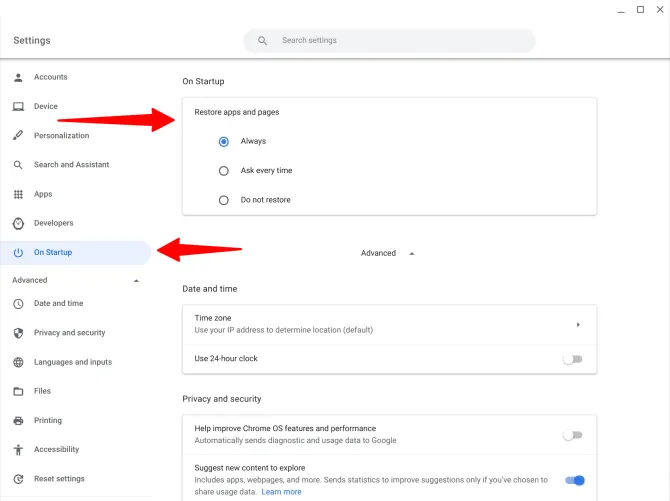 Settings
Search settings
Accounts
Device
Personalization
Search and Assistant
Apps
Developers
On Startup
Advanced
Date and time
Privacy and security
Languages and inputs
Files
Printing
Accessibility
Reset settings
On Startup
Restore apps and pages
Always
Ask every time
Do not restore
Advanced
Date and time
Time zone
Use your IP address to determine location (default)
Use 24-hour clock
Privacy and security
Help improve Chrome OS features and performance
Automatically sends diagnostic and usage data to Google
Suggest new content to explore
Includes apps, webpages, and more. Sends statistics to improve suggestions only if you've chosen to
share usage data. Learn more